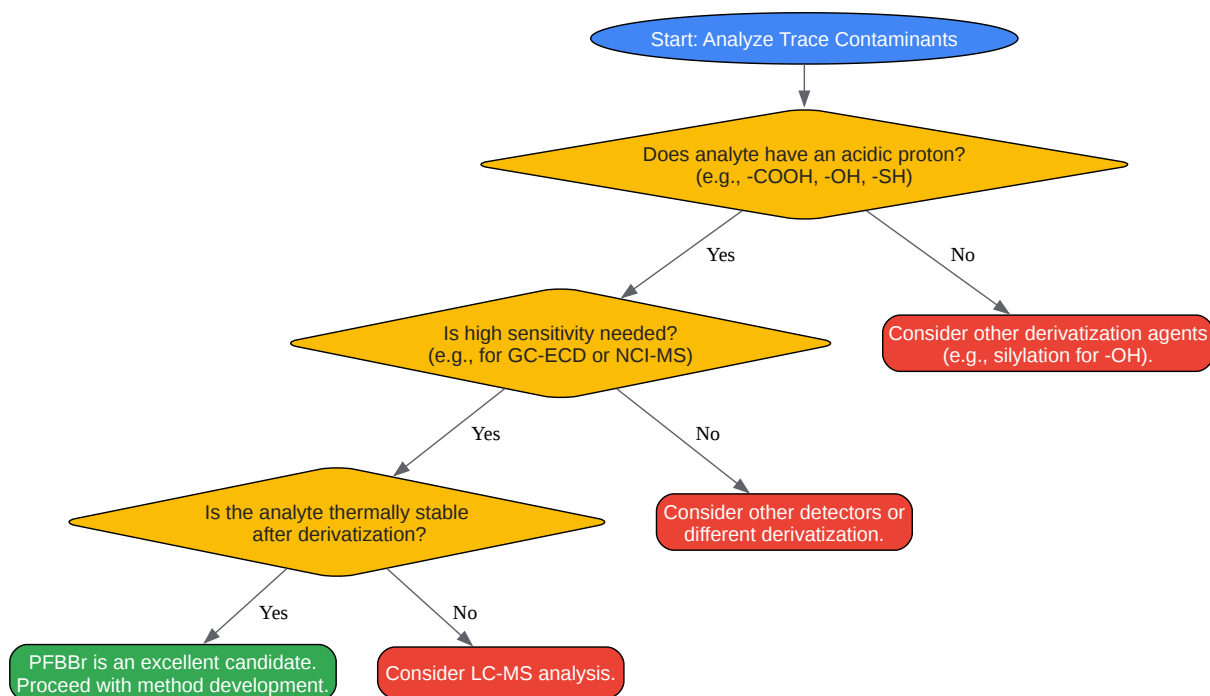 Start: Analyze Trace Contaminants
Does analyte have an acidic proton?
(e.g., -COOH, -OH, -SH)
Yes
No
Is high sensitivity needed?
(e.g., for GC-ECD or NCI-MS)
Consider other derivatization agents
(e.g., silylation for -OH).
Yes
No
Is the analyte thermally stable
after derivatization?
Consider other detectors or
different derivatization.
Yes
No
PFBBr is an excellent candidate.
Proceed with method development.
Consider LC-MS analysis.